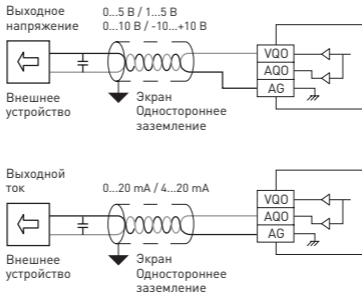 Выходное
напряжение
0...5 В / 1...5 В
0...10 В / -10...+10 В
VQO
AQO
AG
Внешнее
устройство
Экран
Одностороннее
заземление
Выходной
ток
0...20 mA / 4...20 mA
VQO
AQO
AG
Внешнее
устройство
Экран
Одностороннее
заземление